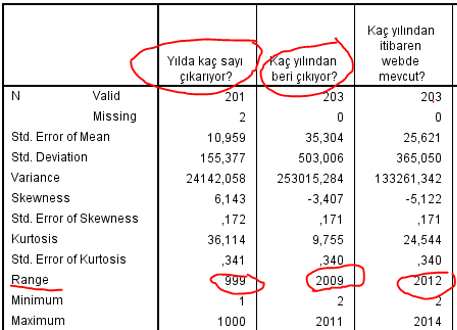 Kaç yılından
itibaren
Yılda kaç sayı Kaç yılından webde
çıkarıyor? beri çıkıyor? mevcut?
N Valid 201 203 203
Missing 2 0 0
Std. Error of Mean 10,959 35,304 25,621
Std. Deviation 155,377 503,006 365,050
Variance 24142,058 253015,284 133261,342
Skewness 6,143 -3,407 -5,122
Std. Error of Skewness ,172 ,171 ,171
Kurtosis 36,114 9,755 24,544
Std. Error of Kurtosis ,341 ,340 ,340
Range 999 2009 2012
Minimum 1 2 2
Maximum 1000 2011 2014